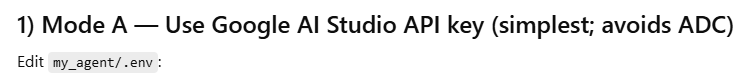 1) Mode A — Use Google AI Studio API key (simplest; avoids ADC)
Edit my_agent/.env: